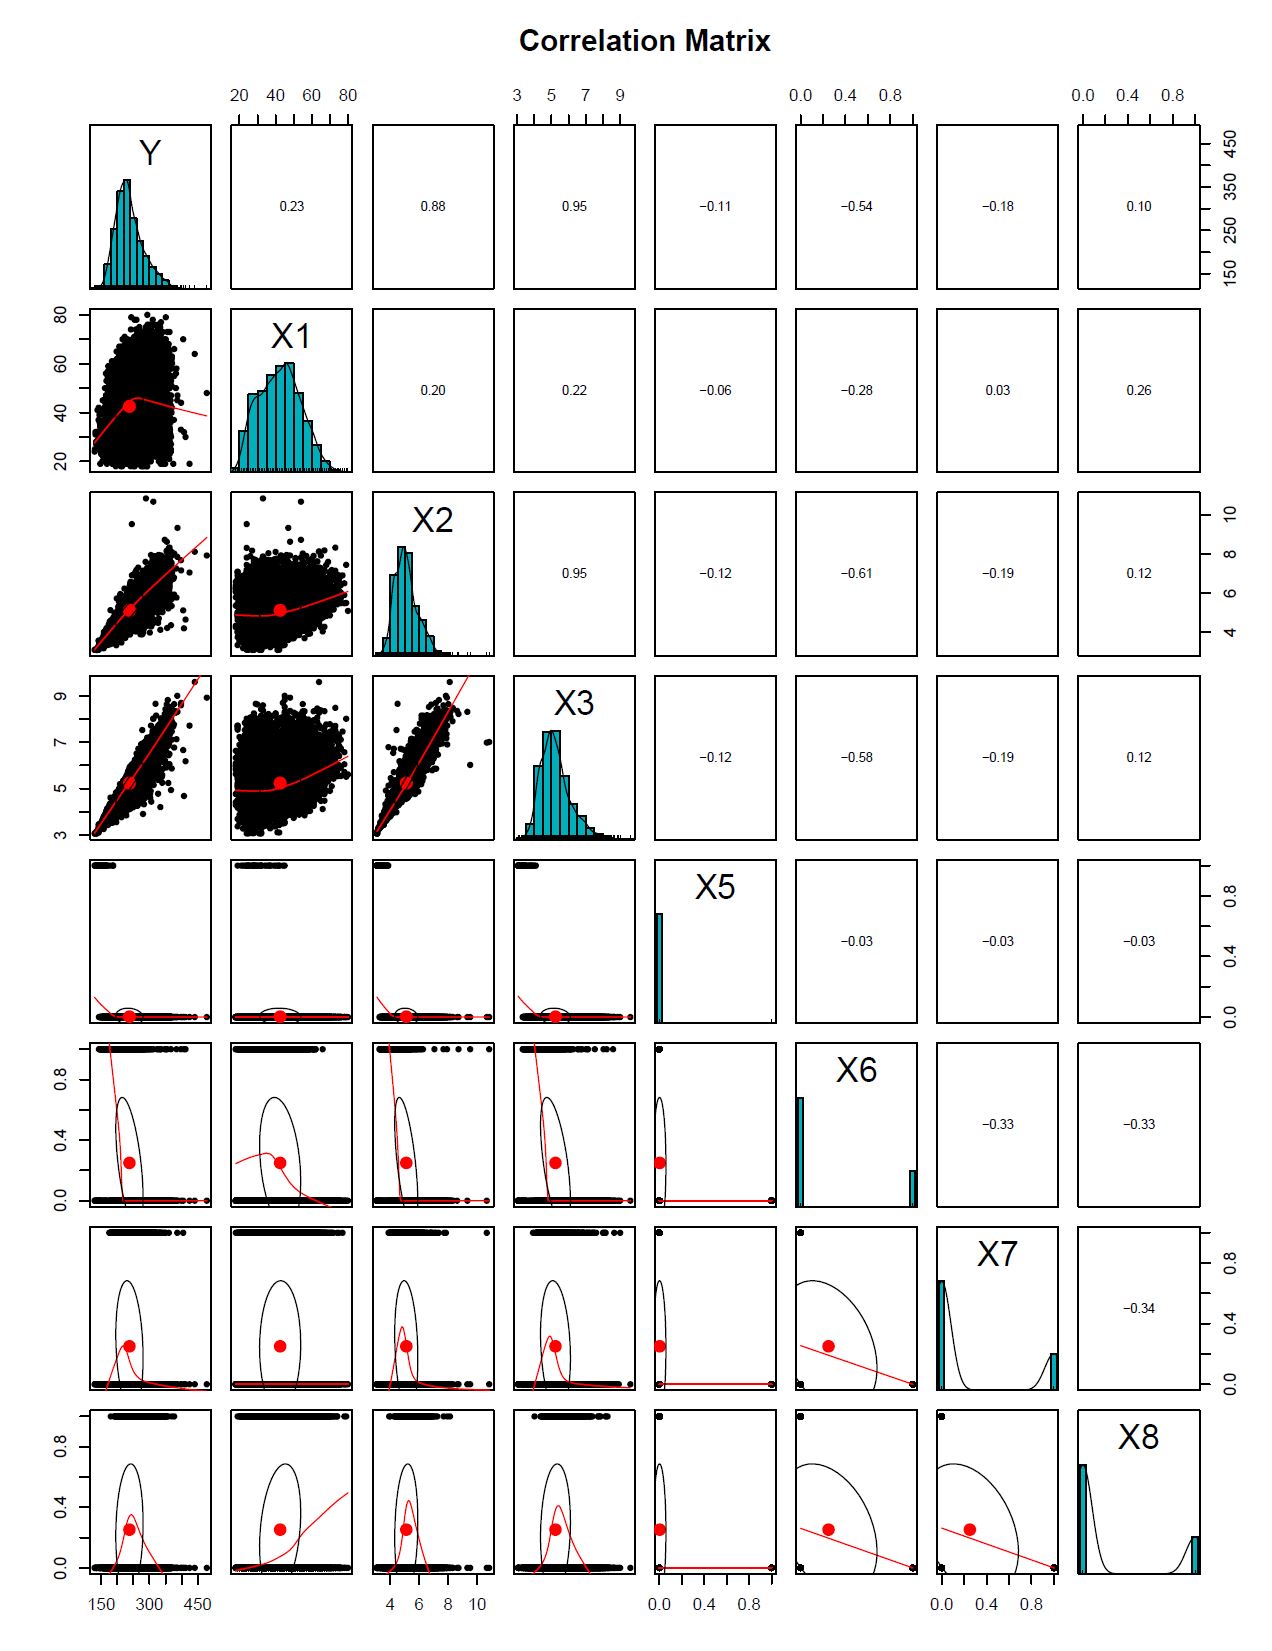 Correlation Matrix
20 40 60 80 3 5 7 9 0.0 0.4 0.8 0.0 0.4 0.8
Y 0.23 0.88 0.95 −0.11 −0.54 −0.18 0.10 150 250 350 450
20 40 60 80 X1 0.20 0.22 −0.06 −0.28 0.03 0.26
X2 0.95 −0.12 −0.61 −0.19 0.12 4 6 8 10
3 5 7 9 X3 −0.12 −0.58 −0.19 0.12
X5 −0.03 −0.03 −0.03 0.0 0.4 0.8
0.0 0.4 0.8 X6 −0.33 −0.33
X7 −0.34 0.0 0.4 0.8
0.0 0.4 0.8 X8
150 300 450 4 6 8 10 0.0 0.4 0.8 0.0 0.4 0.8